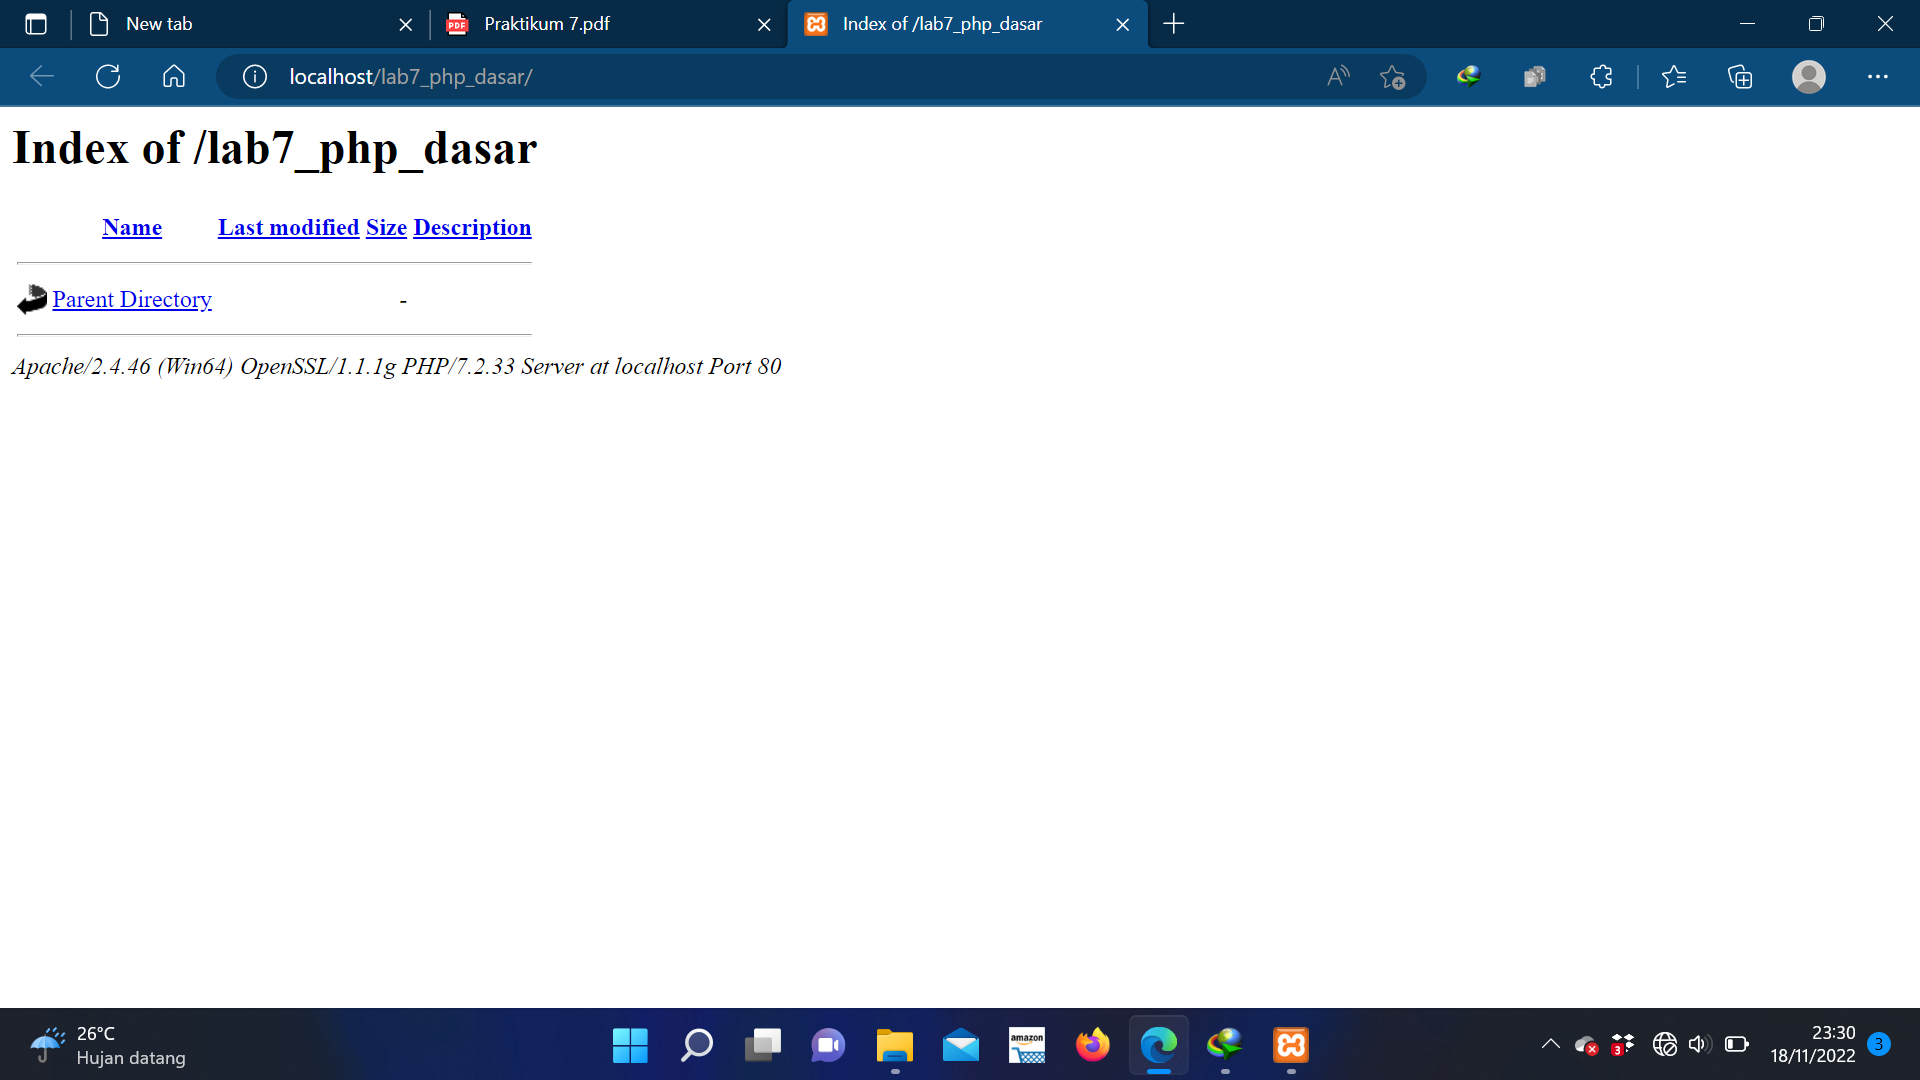 New tab
Praktikum 7.pdf
Index of /lab7_php_dasar
localhost/lab7_php_dasar/
Index of /lab7_php_dasar
Name Last modified Size Description
Parent Directory -
Apache/2.4.46 (Win64) OpenSSL/1.1.1g PHP/7.2.33 Server at localhost Port 80
26°C
Hujan datang
amazon
3
23:30
18/11/2022
3